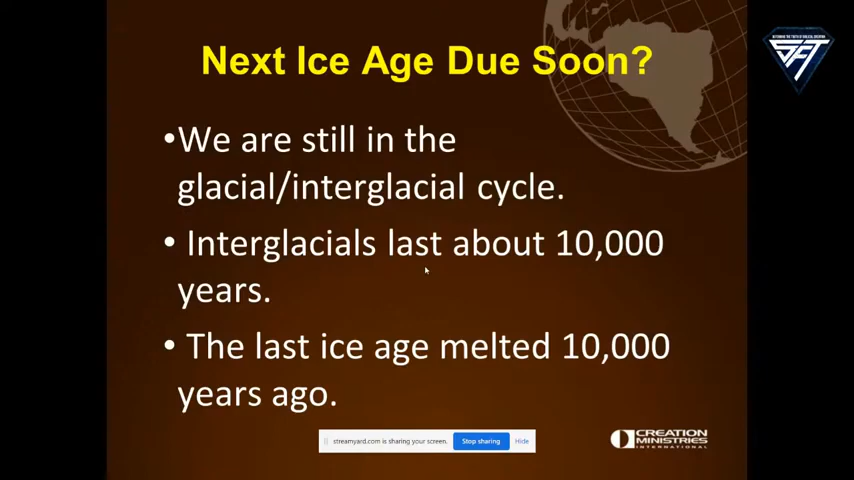 Next Ice Age Due Soon?
•We are still in the
glacial/interglacial cycle.
• Interglacials last about 10,000
years.
• The last ice age melted 10,000
years ago.
streamyard.com is sharing your screen.
Stop sharing
Hide
CREATION
MINISTRIES
INTERNATIONAL
SFT